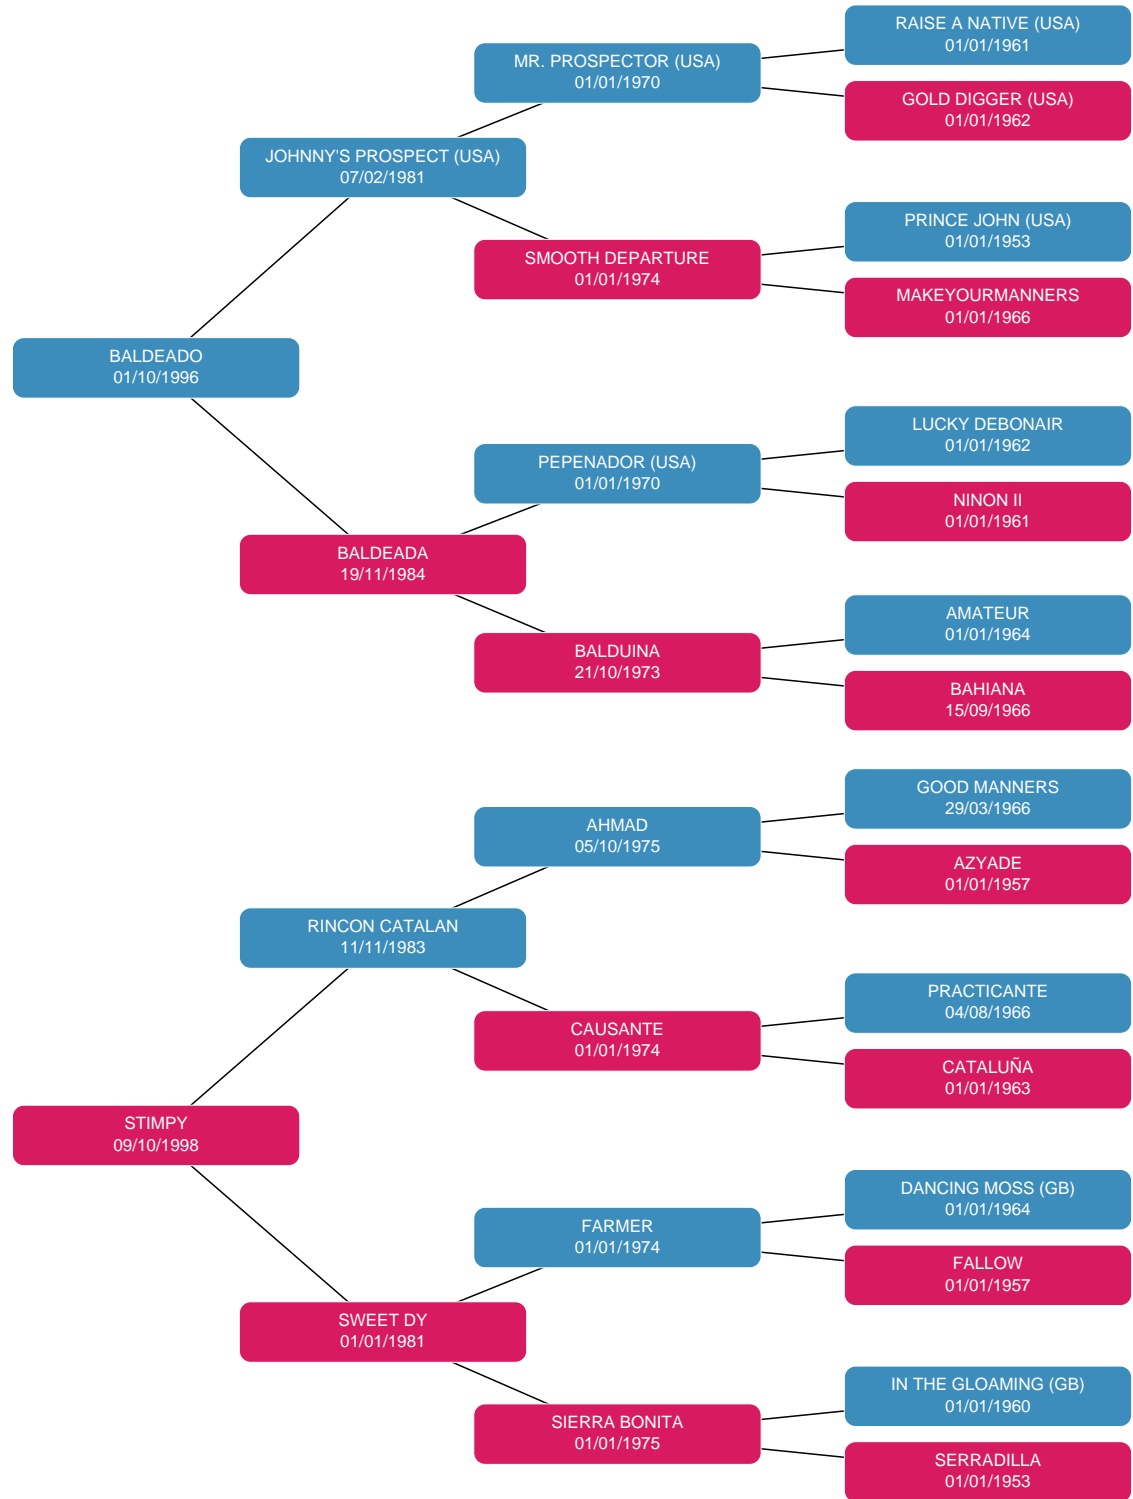 RAISE A NATIVE (USA)
01/01/1961
MR. PROSPECTOR (USA)
01/01/1970
GOLD DIGGER (USA)
01/01/1962
JOHNNY'S PROSPECT (USA)
07/02/1981
PRINCE JOHN (USA)
01/01/1953
SMOOTH DEPARTURE
01/01/1974
MAKEYOURMANNERS
01/01/1966
BALDEADO
01/10/1996
LUCKY DEBONAIR
01/01/1962
PEPENADOR (USA)
01/01/1970
NINON II
01/01/1961
BALDEADA
19/11/1984
AMATEUR
01/01/1964
BALDUINA
21/10/1973
BAHIANA
15/09/1966
GOOD MANNERS
29/03/1966
AHMAD
05/10/1975
AZYADE
01/01/1957
RINCON CATALAN
11/11/1983
PRACTICANTE
04/08/1966
CAUSANTE
01/01/1974
CATALUÑA
01/01/1963
STIMPY
09/10/1998
DANCING MOSS (GB)
01/01/1964
FARMER
01/01/1974
FALLOW
01/01/1957
SWEET DY
01/01/1981
IN THE GLOAMING (GB)
01/01/1960
SIERRA BONITA
01/01/1975
SERRADILLA
01/01/1953